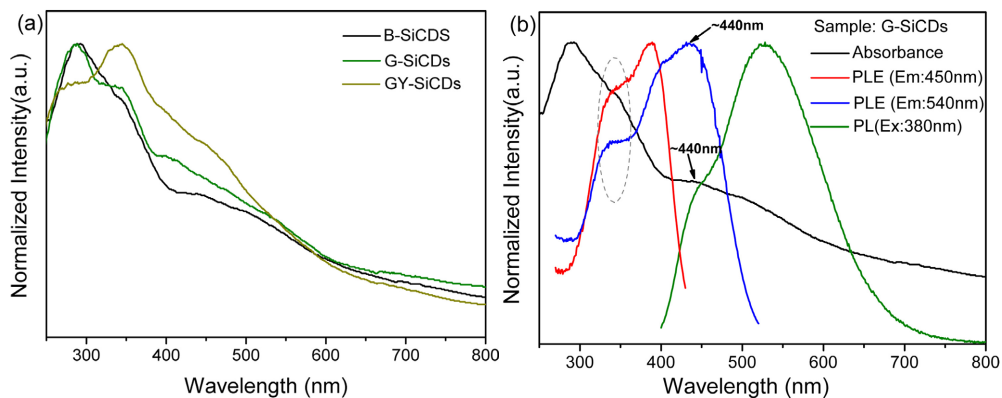 (a)
B-SiCDS
G-SiCDs
GY-SiCDs
Normalized Intensity(a.u.)
300 400 500 600 700 800
Wavelength (nm)
(b)
~440nm
Sample: G-SiCDs
Absorbance
PLE (Em:450nm)
PLE (Em:540nm)
PL(Ex:380nm)
~440nm
Normalized Intensity(a.u.)
300 400 500 600 700 800
Wavelength (nm)